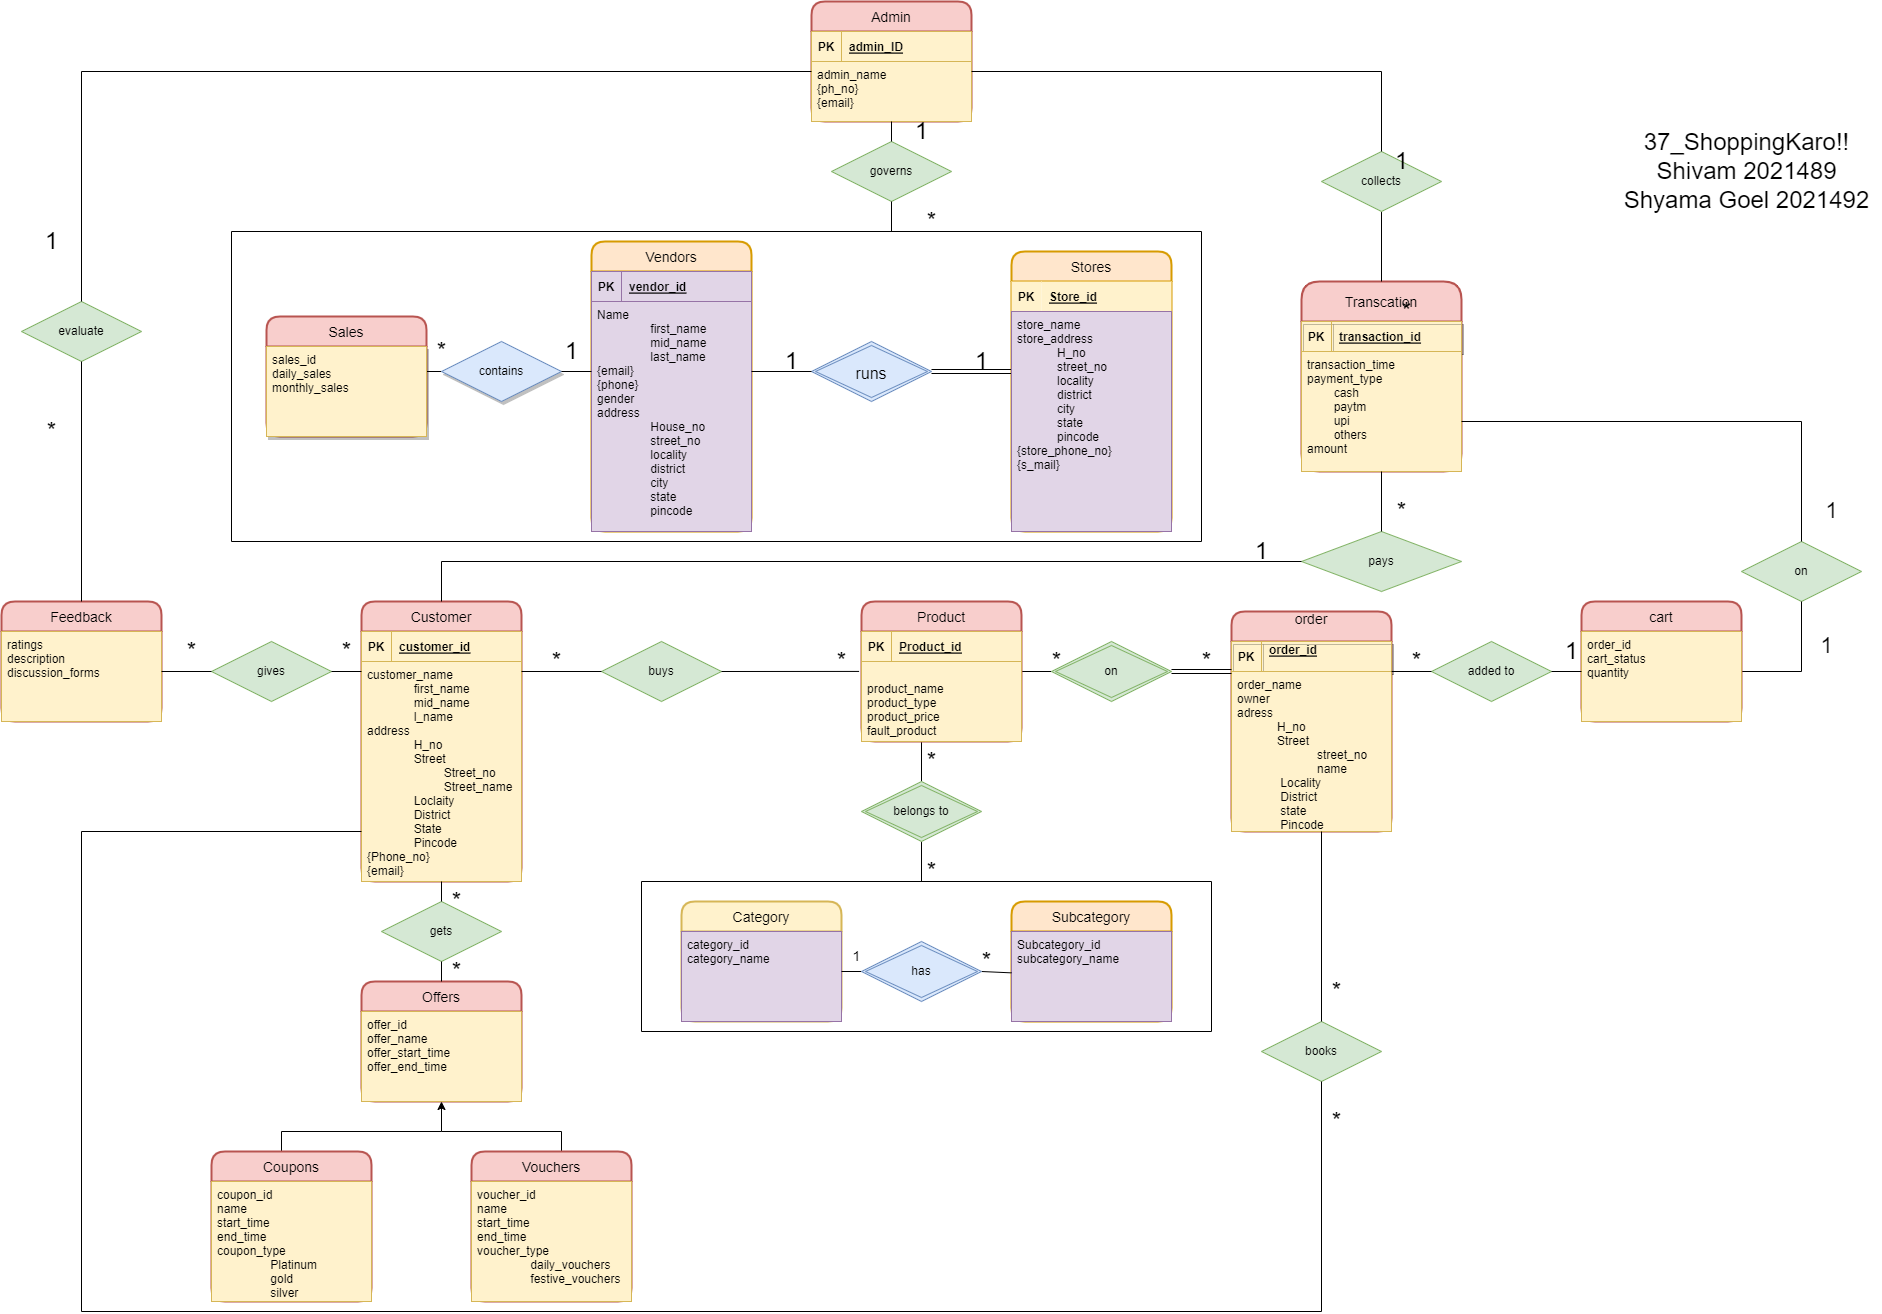 Admin
PK admin_ID
admin_name
{ph_no}
{email}
1
governs
*
1
collects
37_ShoppingKaro!!
Shivam 2021489
Shyama Goel 2021492
1
evaluate
*
Sales
sales_id
daily_sales
monthly_sales
*
contains
1
Vendors
PK vendor_id
Name
first_name
mid_name
last_name
{email}
{phone}
gender
address
House_no
street_no
locality
district
city
state
pincode
1
runs
1
Stores
PK Store_id
store_name
store_address
H_no
street_no
locality
district
city
state
pincode
{store_phone_no}
{s_mail}
Transcation
*
PK transaction_id
transaction_time
payment_type
cash
paytm
upi
others
amount
*
1
pays
1
on
1
Feedback
ratings
description
discussion_forms
*
gives
*
Customer
PK customer_id
customer_name
first_name
mid_name
l_name
address
H_no
Street
Street_no
Street_name
Loclaity
District
State
Pincode
{Phone_no}
{email}
*
buys
*
Product
PK Product_id
product_name
product_type
product_price
fault_product
*
on
*
order
PK order_id
order_name
owner
adress
H_no
Street
street_no
name
Locality
District
state
Pincode
*
added to
1
cart
order_id
cart_status
quantity
*
belongs to
*
Category
category_id
category_name
1
has
*
Subcategory
Subcategory_id
subcategory_name
*
gets
*
Offers
offer_id
offer_name
offer_start_time
offer_end_time
*
books
*
Coupons
coupon_id
name
start_time
end_time
coupon_type
Platinum
gold
silver
Vouchers
voucher_id
name
start_time
end_time
voucher_type
daily_vouchers
festive_vouchers